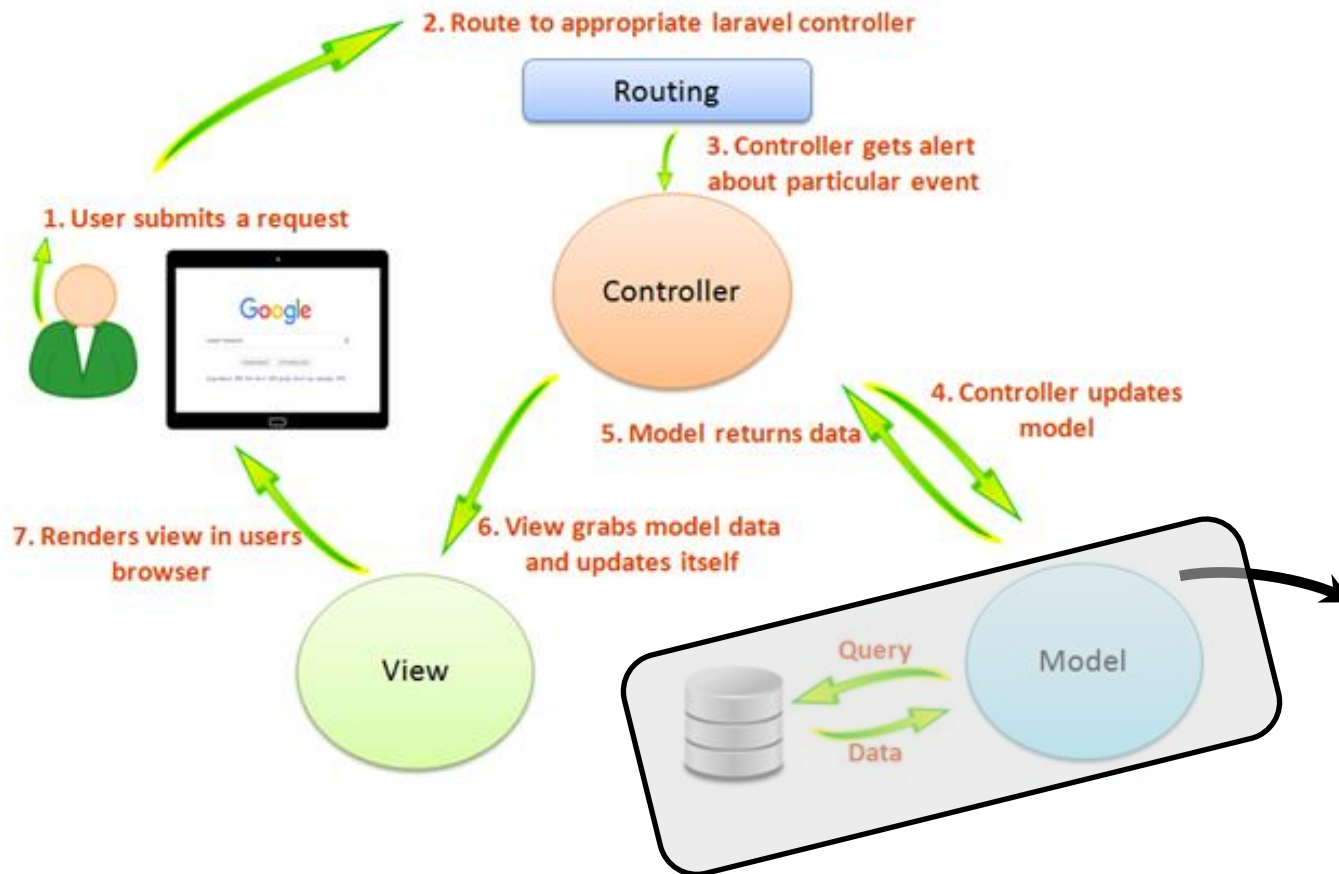 2. Route to appropriate laravel controller
Routing
3. Controller gets alert
about particular event
1. User submits a request
Google
Controller
4. Controller updates
model
5. Model returns data
6. View grabs model data
and updates itself
7. Renders view in users
browser
View
Query
Model
Data